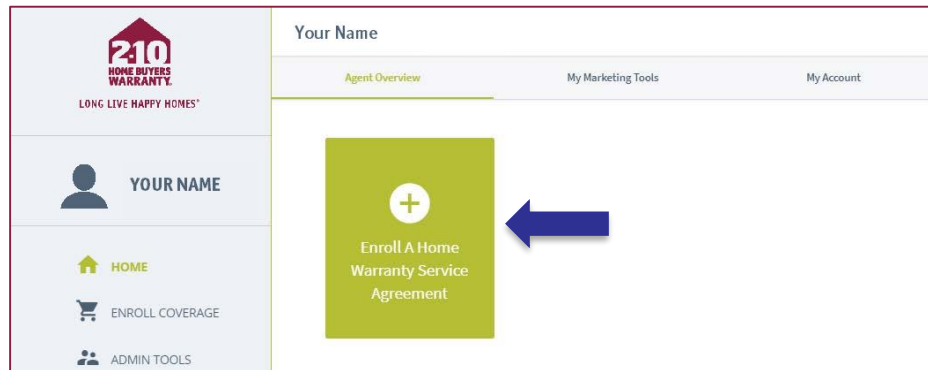 2-10
HOME BUYERS
WARRANTY.
LONG LIVE HAPPY HOMES®
YOUR NAME
HOME
ENROLL COVERAGE
ADMIN TOOLS
Your Name
Agent Overview
My Marketing Tools
My Account
Enroll A Home
Warranty Service
Agreement